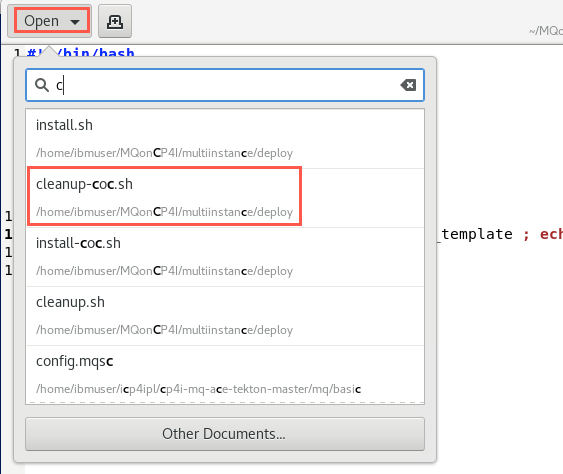 Open
~/MQo
1 #!/bin/bash
c
install.sh
/home/ibmuser/MQonCP4I/multiinstance/deploy
cleanup-coc.sh
/home/ibmuser/MQonCP4I/multiinstance/deploy
1
install-coc.sh
1 _template ; ech
1
/home/ibmuser/MQonCP4I/multiinstance/deploy
1
cleanup.sh
/home/ibmuser/MQonCP4I/multiinstance/deploy
config.mqsc
/home/ibmuser/icp4ipl/cp4i-mq-ace-tekton-master/mq/basic
Other Documents...